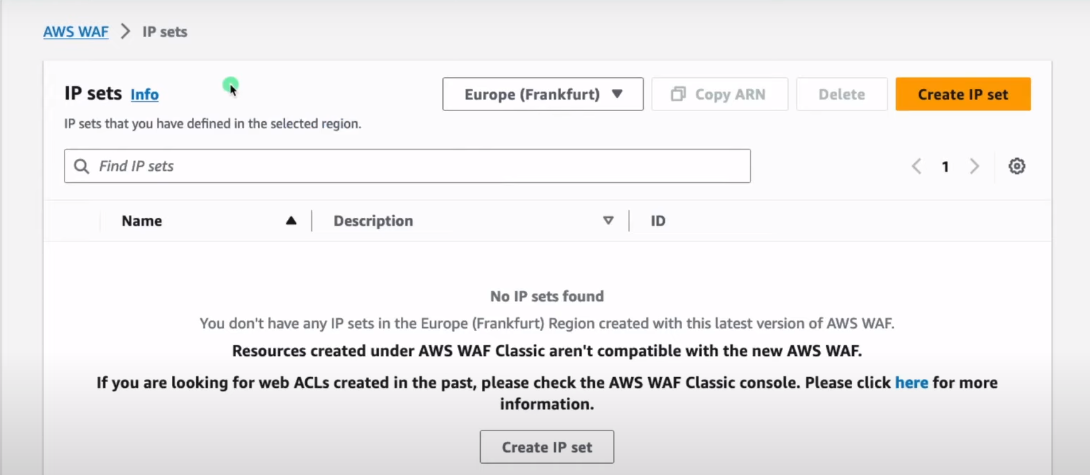 AWS WAF > IP sets
IP sets Info
Europe (Frankfurt) ▼ Copy ARN Delete Create IP set
IP sets that you have defined in the selected region.
Find IP sets
< 1 >
Name ▲ Description ▽ ID
No IP sets found
You don't have any IP sets in the Europe (Frankfurt) Region created with this latest version of AWS WAF.
Resources created under AWS WAF Classic aren't compatible with the new AWS WAF.
If you are looking for web ACLs created in the past, please check the AWS WAF Classic console. Please click here for more
information.
Create IP set